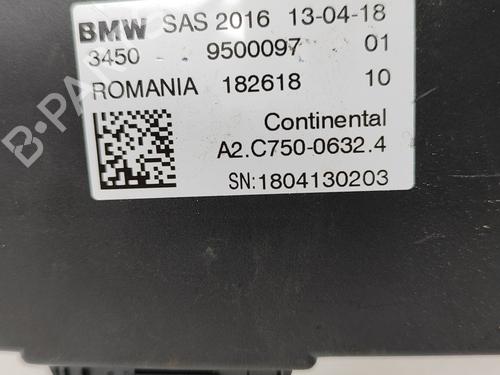 BMW SAS 2016 13-04-18
3450 9500097 01
ROMANIA 182618 10
Continental
A2.C750-0632.4
SN:1804130203
B-PA